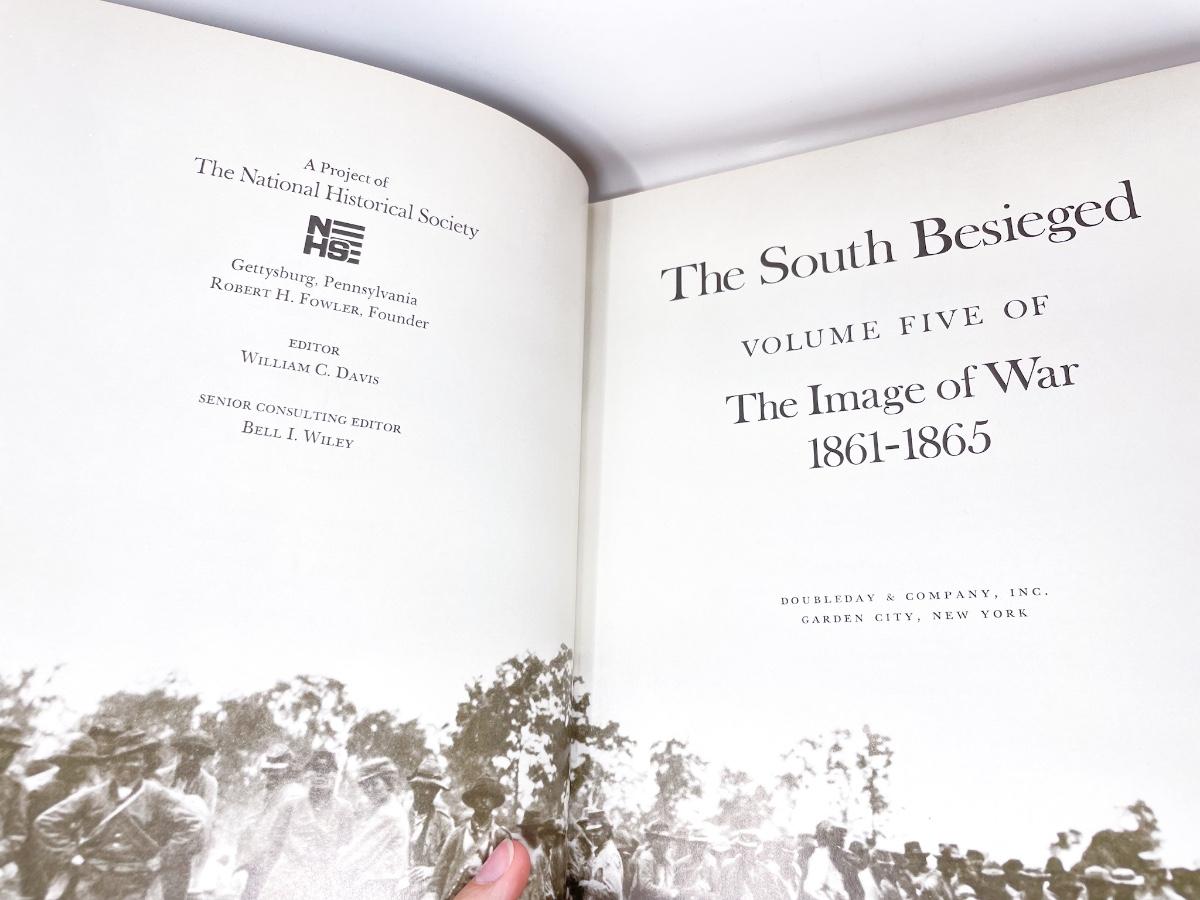 A Project of
The National Historical Society
N
HS
Gettysburg, Pennsylvania
ROBERT H. FOWLER, Founder
EDITOR
WILLIAM C. DAVIS
SENIOR CONSULTING EDITOR
BELL I. WILEY
The South Besieged
VOLUME FIVE OF
The Image of War
1861-1865
DOUBLEDAY & COMPANY, INC.
GARDEN CITY, NEW YORK